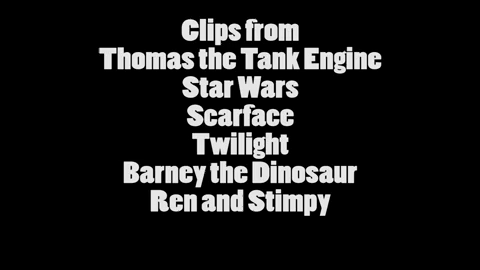 Clips from
Thomas the Tank Engine
Star Wars
Scarface
Twilight
Barney the Dinosaur
Ren and Stimpy